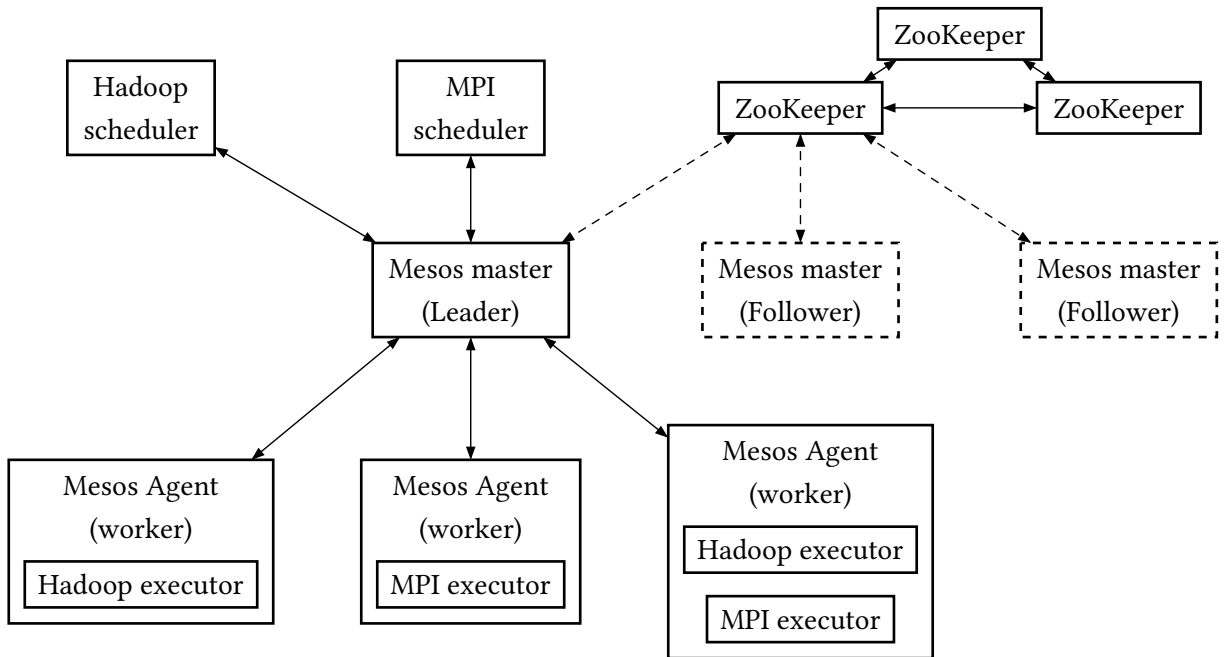 ZooKeeper
Hadoop
scheduler
MPI
scheduler
ZooKeeper
ZooKeeper
Mesos master
(Leader)
Mesos master
(Follower)
Mesos master
(Follower)
Mesos Agent
(worker)
Hadoop executor
Mesos Agent
(worker)
MPI executor
Mesos Agent
(worker)
Hadoop executor
MPI executor